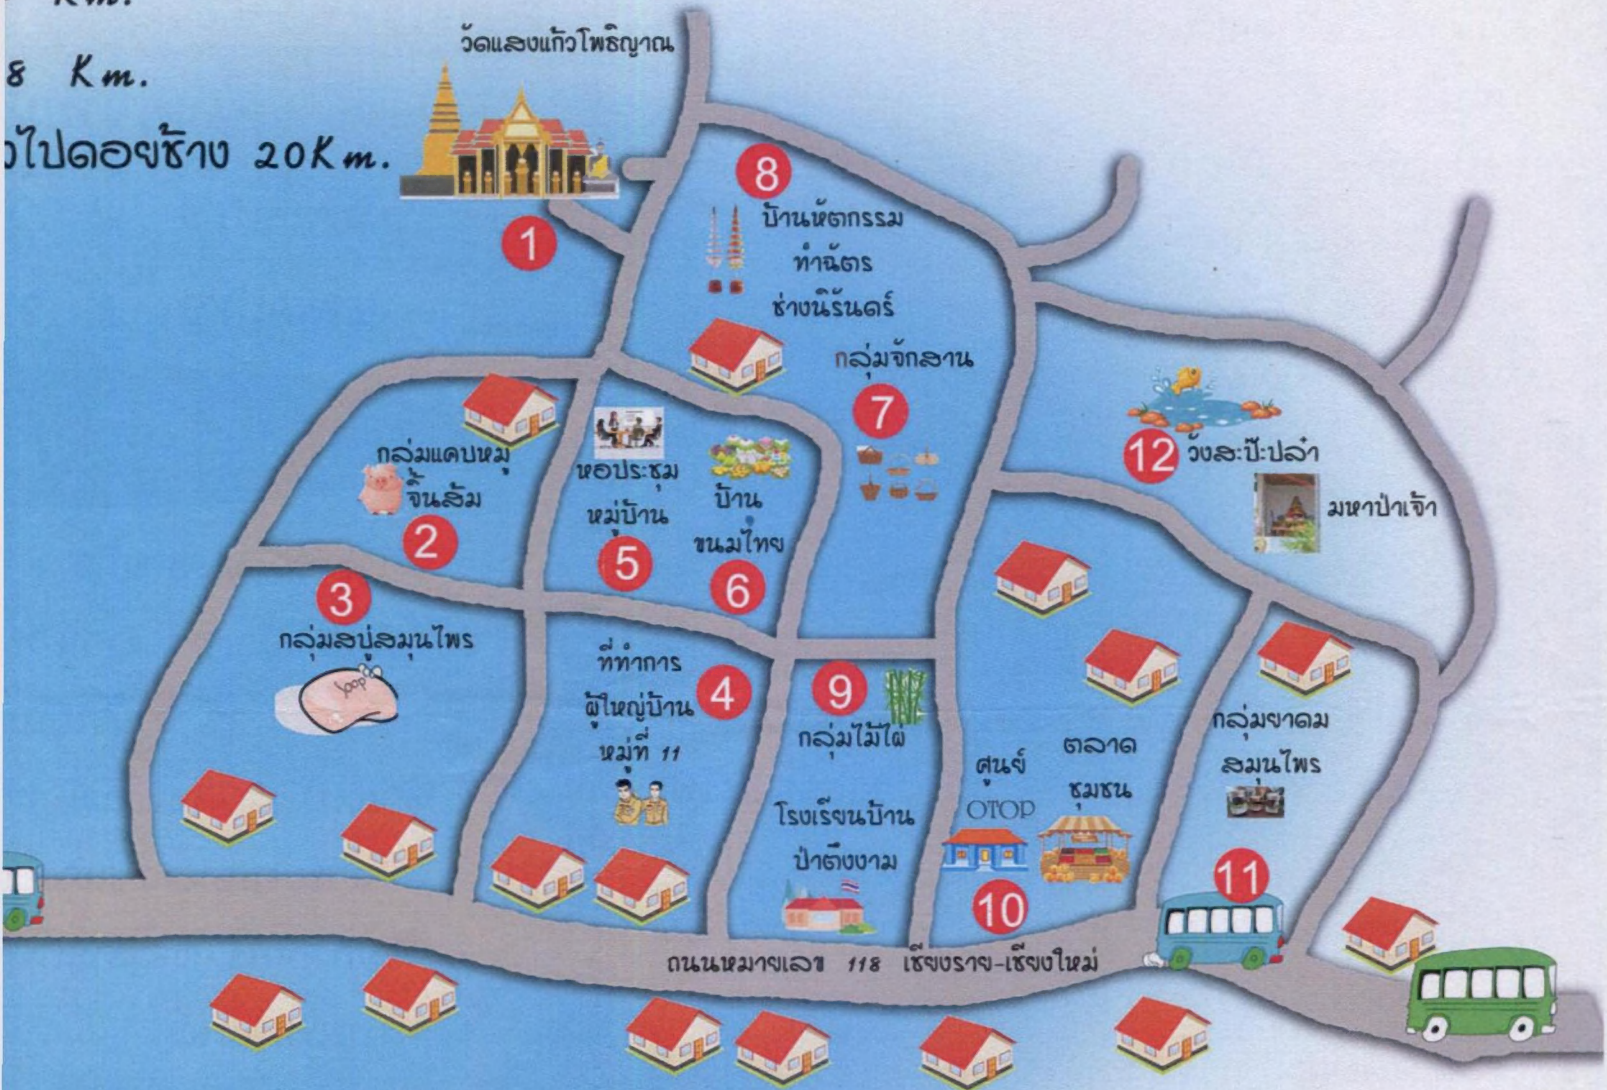 Km.
8 Km.
ไปดอยช้าง 20Km.
วัดแสงแก้วโพธิญาณ
1
8
บ้านหัตกรรม
ทำฉัตร
ช่างนิรันดร์
กลุ่มจักสาน
7
กลุ่มแคบหมู
จิ้นส้ม
2
หอประชุม
หมู่บ้าน
5
บ้าน
ขนมไทย
6
12 วังสะป๊ะปล๋า
มหาป่าเจ้า
3
กลุ่มสบู่สมุนไพร
Soap
ที่ทำการ
ผู้ใหญ่บ้าน
หมู่ที่ 11
4
9
กลุ่มไม้ไผ่
โรงเรียนบ้าน
ป่าตึงงาม
ศูนย์
OTOP
ตลาด
ชุมชน
10
กลุ่มยาดม
สมุนไพร
11
ถนนหมายเลข 118 เชียงราย-เชียงใหม่